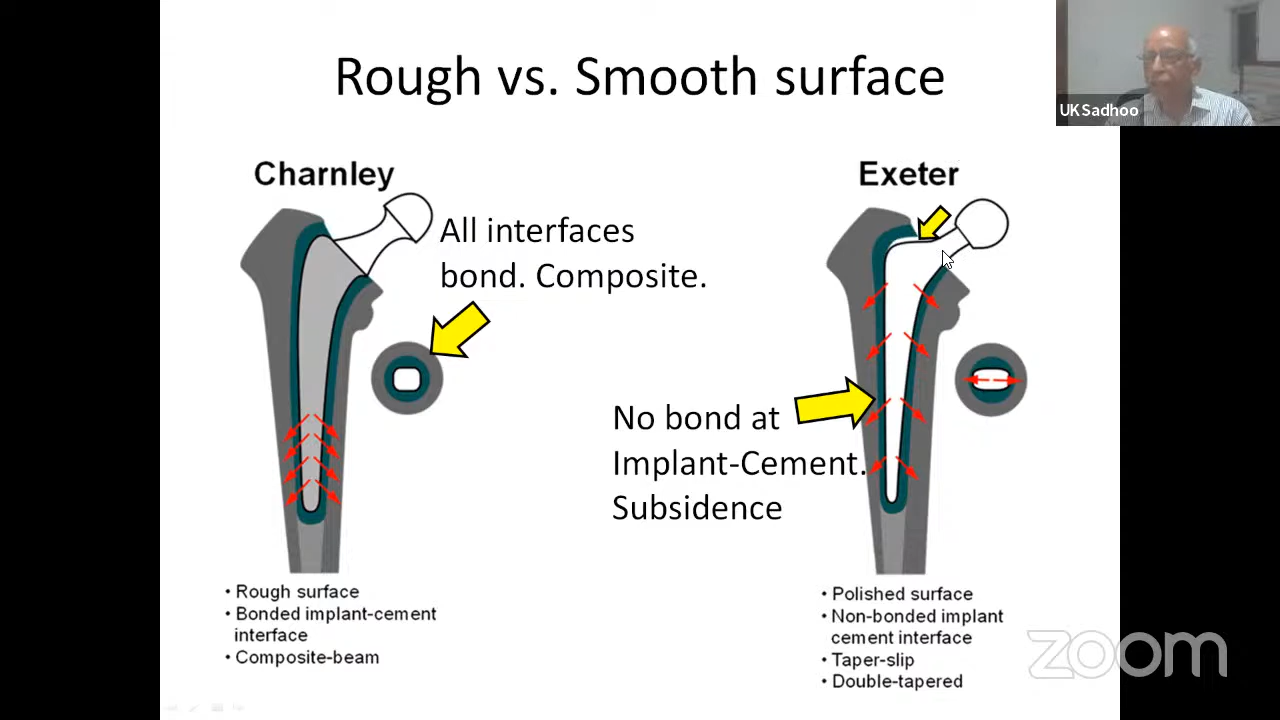 Rough vs. Smooth surface
UK Sadhoo
Charnley
All interfaces
bond. Composite.
• Rough surface
• Bonded implant-cement
interface
• Composite-beam
Exeter
No bond at
Implant-Cement.
Subsidence
• Polished surface
• Non-bonded implant
cement interface
• Taper-slip
• Double-tapered
zoom